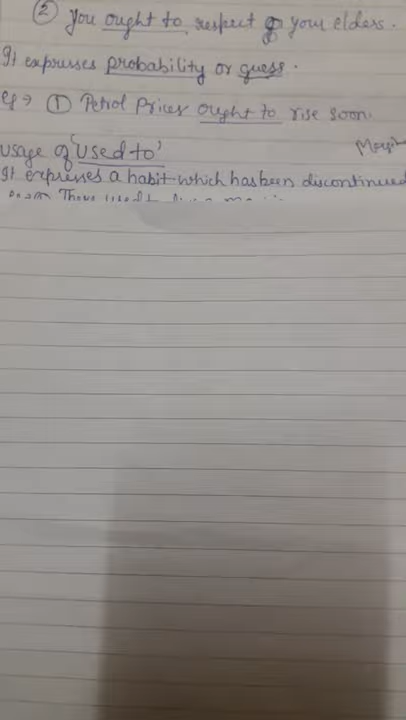 ② You ought to respect your elders.
It expresses probability or guess.
eg → ① Petrol Prices ought to rise soon.
usage of 'used to'
It expresses a habit which has been discontinued